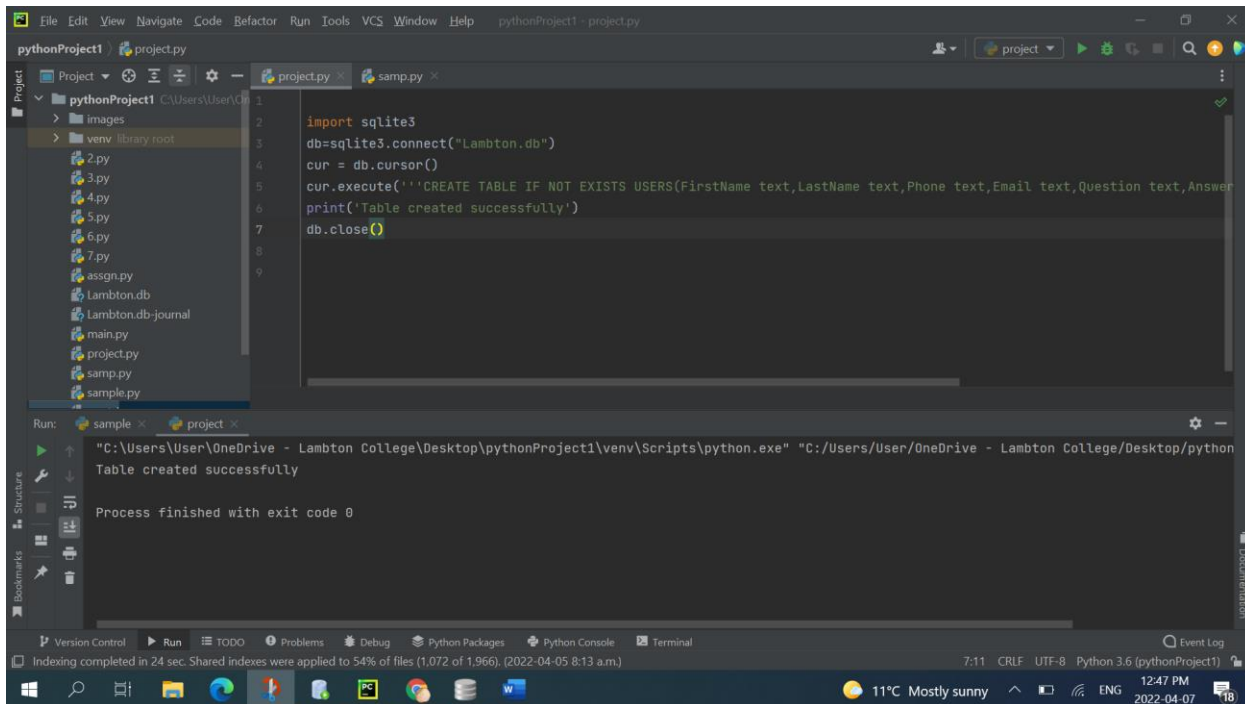 File Edit View Navigate Code Refactor Run Tools VCS Window Help pythonProject1 - project.py
pythonProject1 project.py project
Project project.py samp.py
pythonProject1 C:\Users\User\On
images
venv library root
2.py
3.py
4.py
5.py
6.py
7.py
assgn.py
Lambton.db
Lambton.db-journal
main.py
project.py
samp.py
sample.py
1
2 import sqlite3
3 db=sqlite3.connect("Lambton.db")
4 cur = db.cursor()
5 cur.execute('''CREATE TABLE IF NOT EXISTS USERS(FirstName text,LastName text,Phone text,Email text,Question text,Answer
6 print('Table created successfully')
7 db.close()
8
9
Run: sample project
"C:\Users\User\OneDrive - Lambton College\Desktop\pythonProject1\venv\Scripts\python.exe" "C:/Users/User/OneDrive - Lambton College/Desktop/python
Table created successfully
Process finished with exit code 0
Project
Structure
Bookmarks
Documentation
Version Control Run TODO Problems Debug Python Packages Python Console Terminal Event Log
Indexing completed in 24 sec. Shared indexes were applied to 54% of files (1,072 of 1,966). (2022-04-05 8:13 a.m.) 7:11 CRLF UTF-8 Python 3.6 (pythonProject1)
PC W 11°C Mostly sunny ENG 12:47 PM
2022-04-07 18